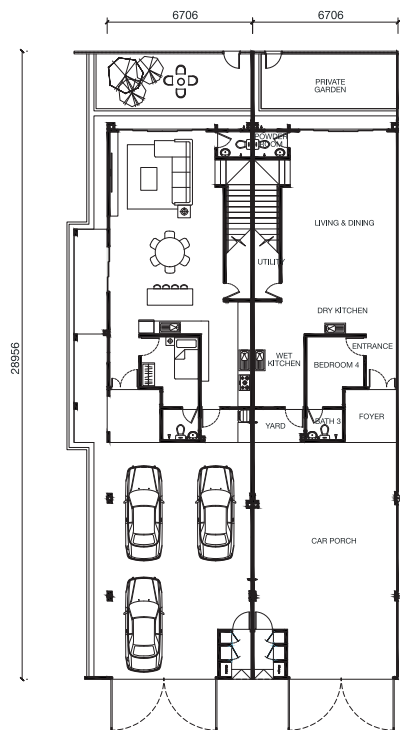 6706
6706
28956
PRIVATE
GARDEN
POWDER
ROOM
LIVING & DINING
UTILITY
DRY KITCHEN
ENTRANCE
WET
KITCHEN
BEDROOM 4
FOYER
BATH 3
YARD
CAR PORCH